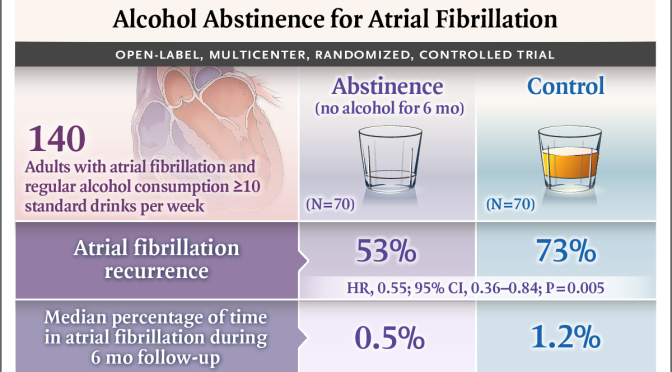 Alcohol Abstinence for Atrial Fibrillation
OPEN-LABEL, MULTICENTER, RANDOMIZED, CONTROLLED TRIAL
140
Adults with atrial fibrillation and
regular alcohol consumption ≥10
standard drinks per week
Abstinence
(no alcohol for 6 mo)
(N=70)
Control
(N=70)
Atrial fibrillation
recurrence
53%
73%
HR, 0.55; 95% CI, 0.36–0.84; P=0.005
Median percentage of time
in atrial fibrillation during
6 mo follow-up
0.5%
1.2%